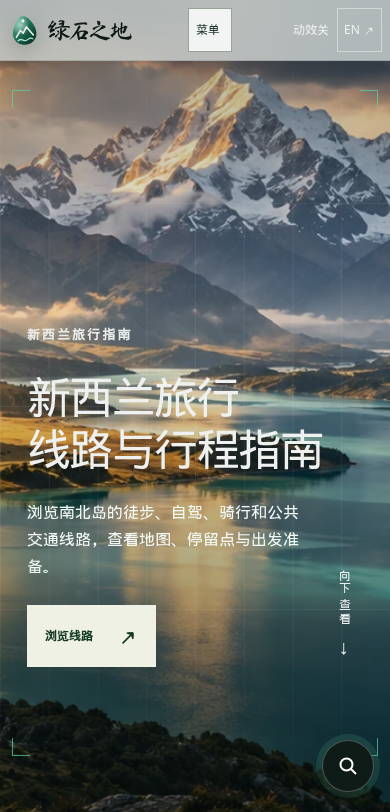 绿石之地
菜单
动效关
EN ↗
新西兰旅行指南
新西兰旅行
线路与行程指南
浏览南北岛的徒步、自驾、骑行和公共
交通线路，查看地图、停留点与出发准
备。
向下查看 ↓
浏览线路 ↗